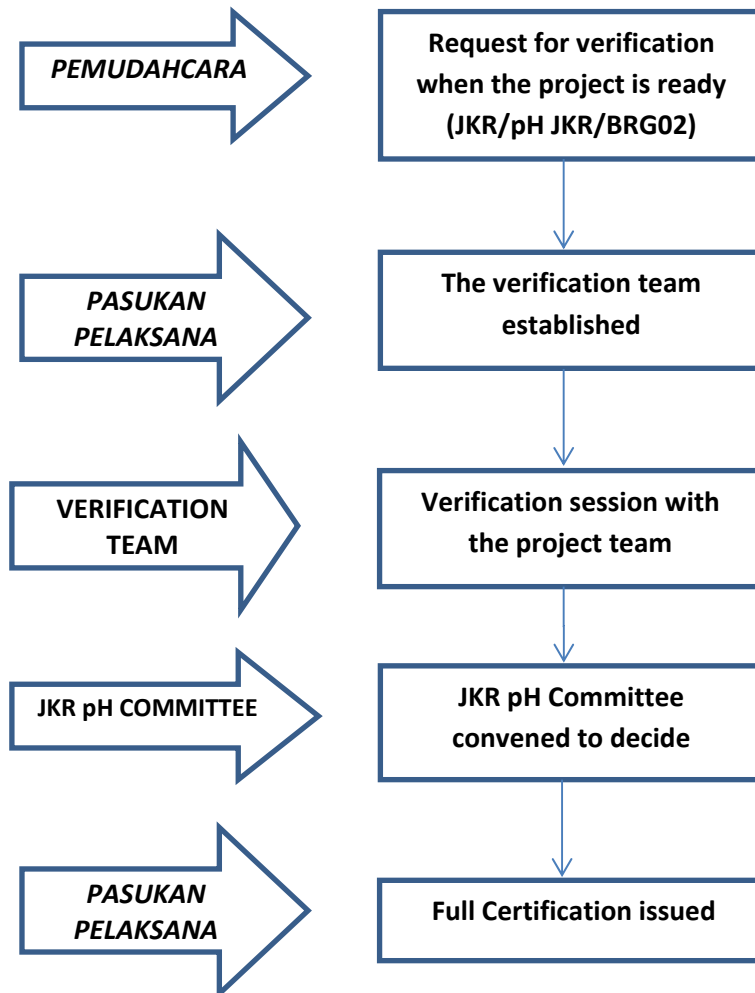 PEMUDAHCARA
Request for verification
when the project is ready
(JKR/pH JKR/BRG02)
PASUKAN
PELAKSANA
The verification team
established
VERIFICATION
TEAM
Verification session with
the project team
JKR pH COMMITTEE
JKR pH Committee
convened to decide
PASUKAN
PELAKSANA
Full Certification issued